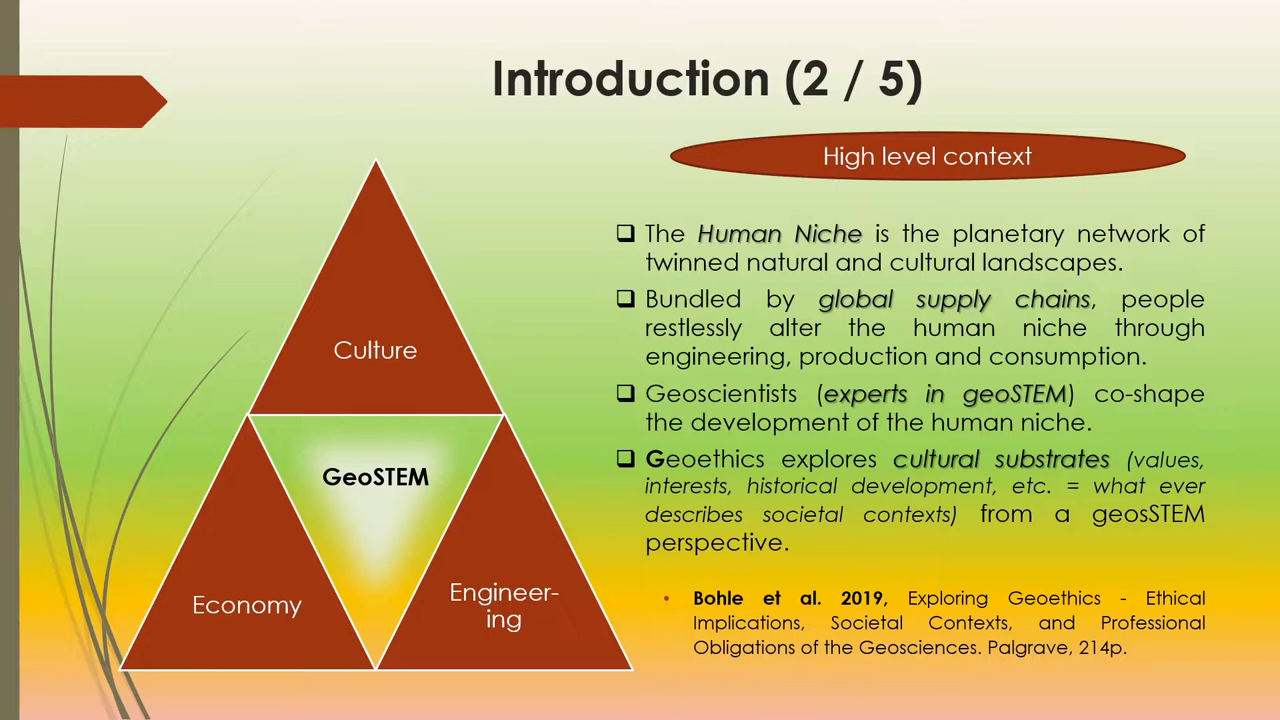 Introduction (2 / 5)
High level context
Culture
GeoSTEM
Economy
Engineer-
ing
The Human Niche is the planetary network of
twinned natural and cultural landscapes.
Bundled by global supply chains, people
restlessly alter the human niche through
engineering, production and consumption.
Geoscientists (experts in geoSTEM) co-shape
the development of the human niche.
Geoethics explores cultural substrates (values,
interests, historical development, etc. = what ever
describes societal contexts) from a geosSTEM
perspective.
• Bohle et al. 2019, Exploring Geoethics - Ethical
Implications, Societal Contexts, and Professional
Obligations of the Geosciences. Palgrave, 214p.